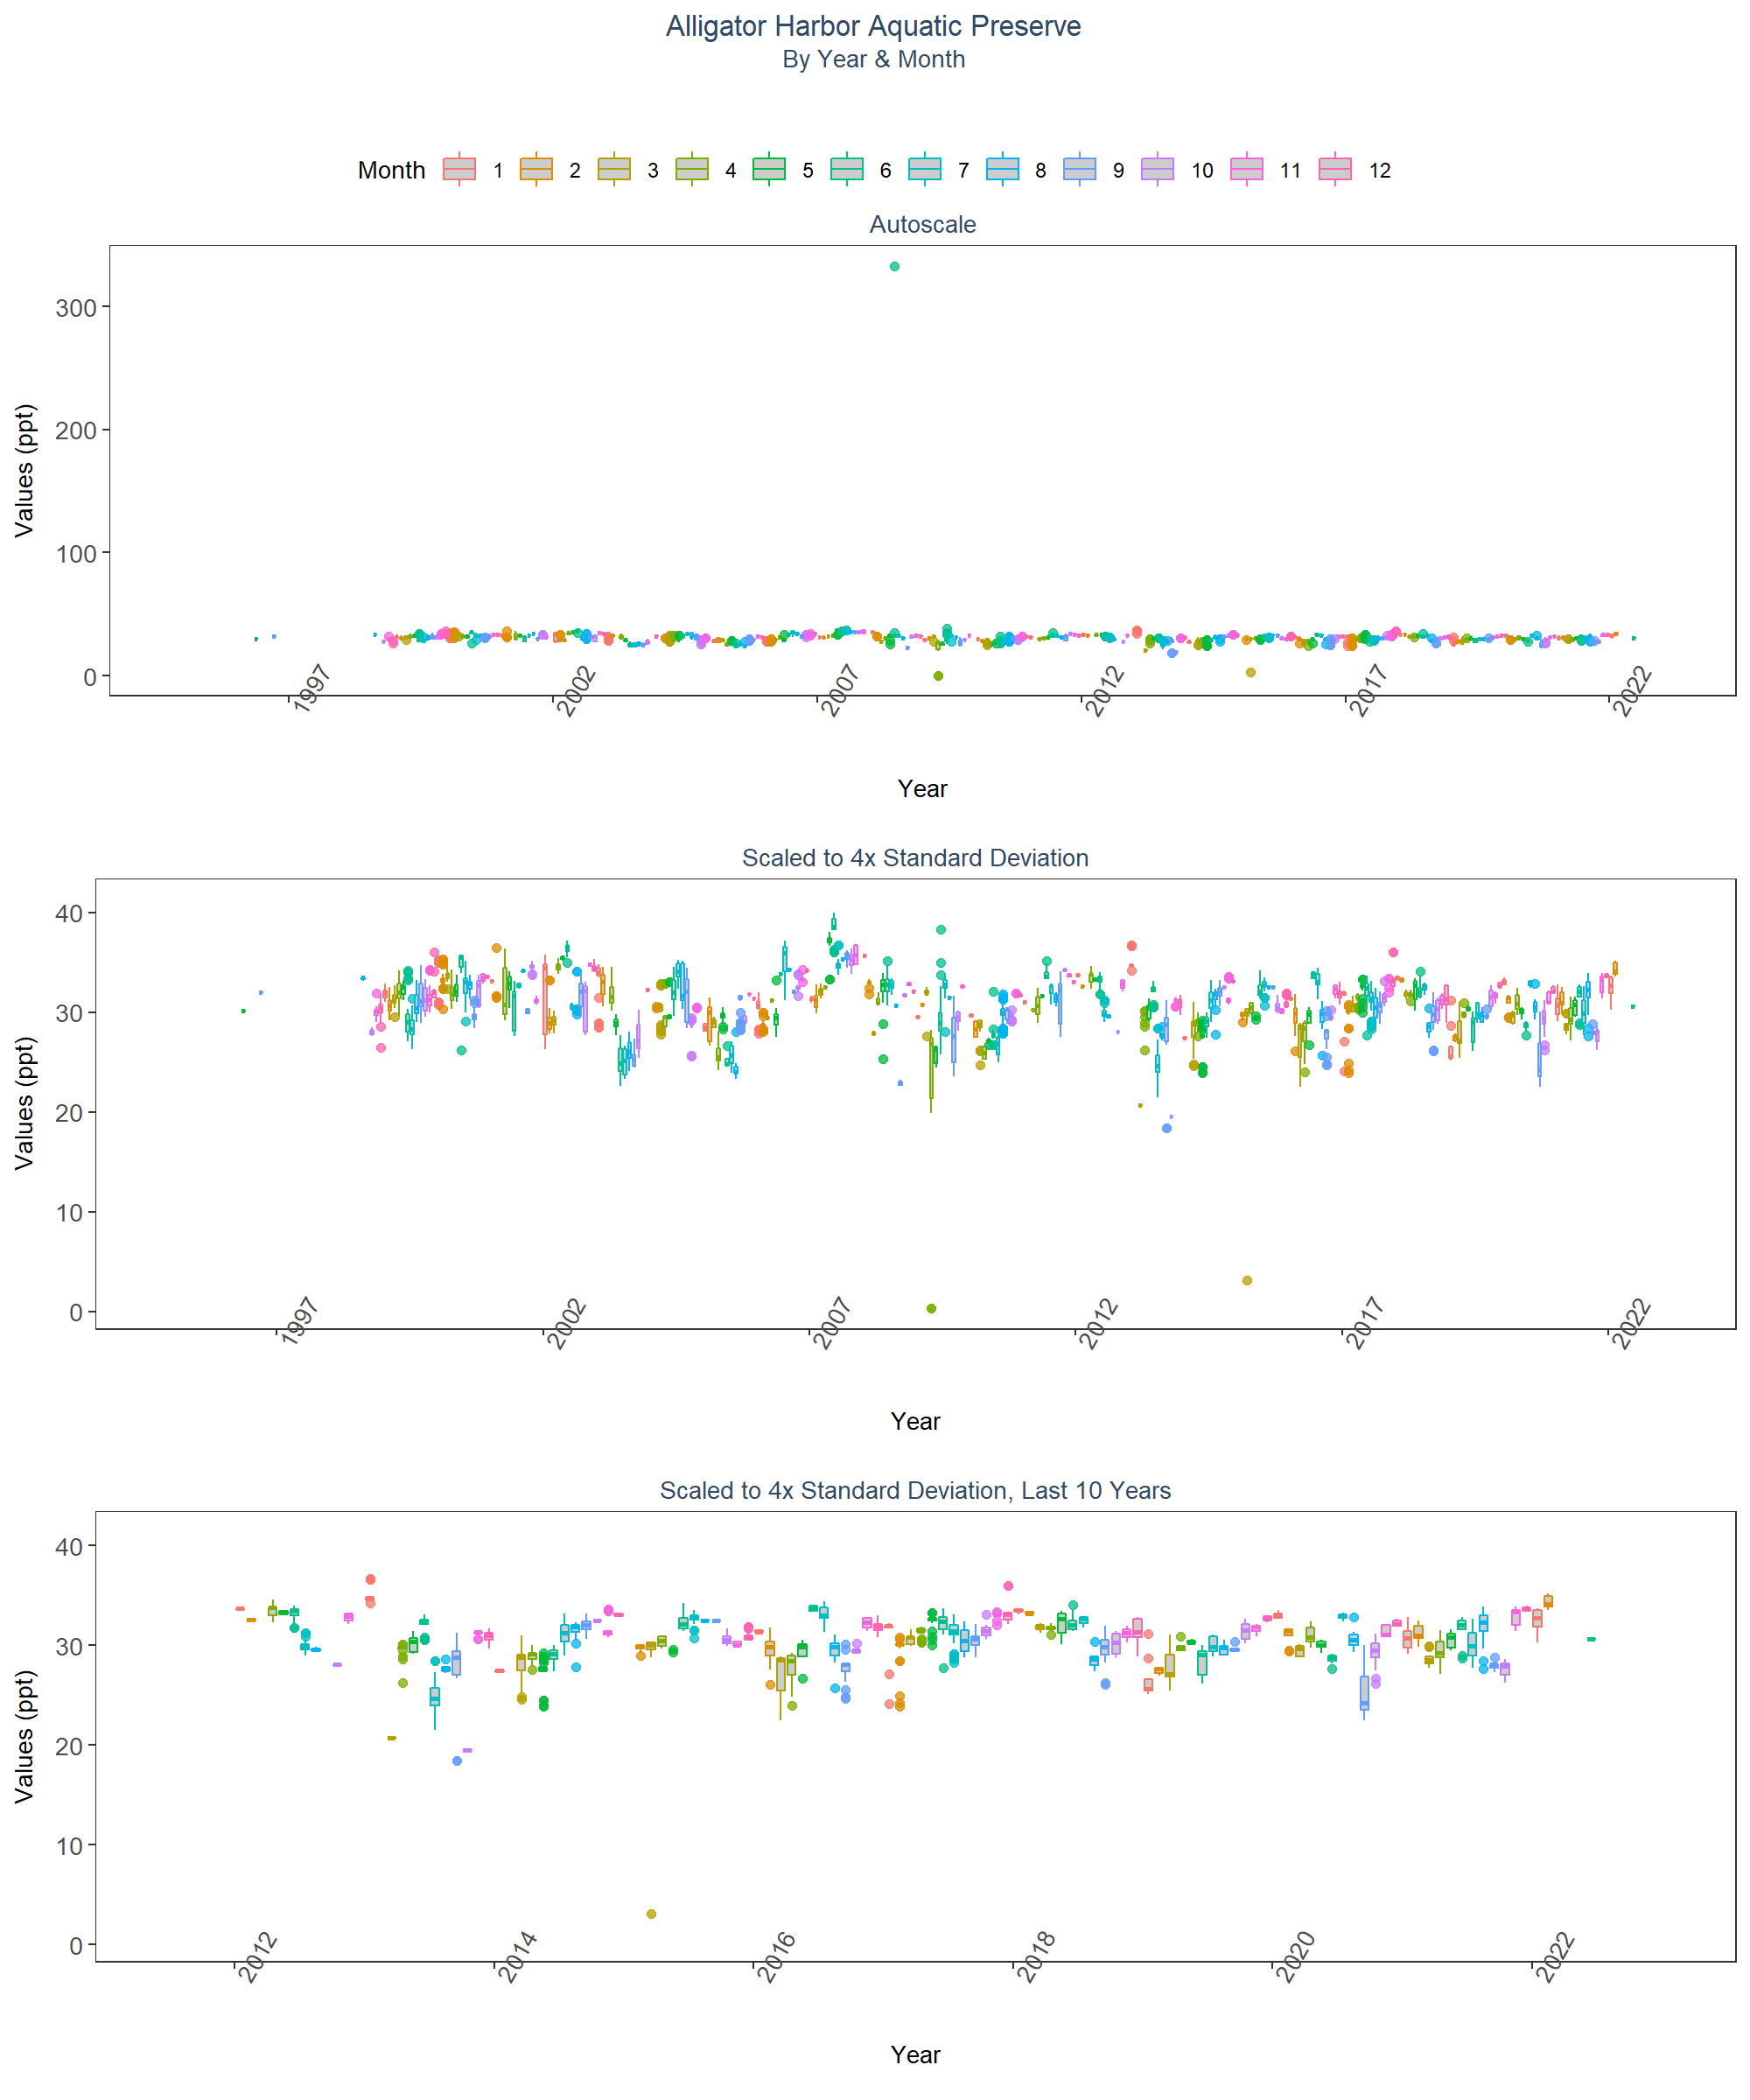 Alligator Harbor Aquatic Preserve
By Year & Month
Month 1 2 3 4 5 6 7 8 9 10 11 12
Autoscale
Values (ppt)
300
200
100
0
1997 2002 2007 2012 2017 2022
Year
Scaled to 4x Standard Deviation
Values (ppt)
40
30
20
10
0
1997 2002 2007 2012 2017 2022
Year
Scaled to 4x Standard Deviation, Last 10 Years
Values (ppt)
40
30
20
10
0
2012 2014 2016 2018 2020 2022
Year